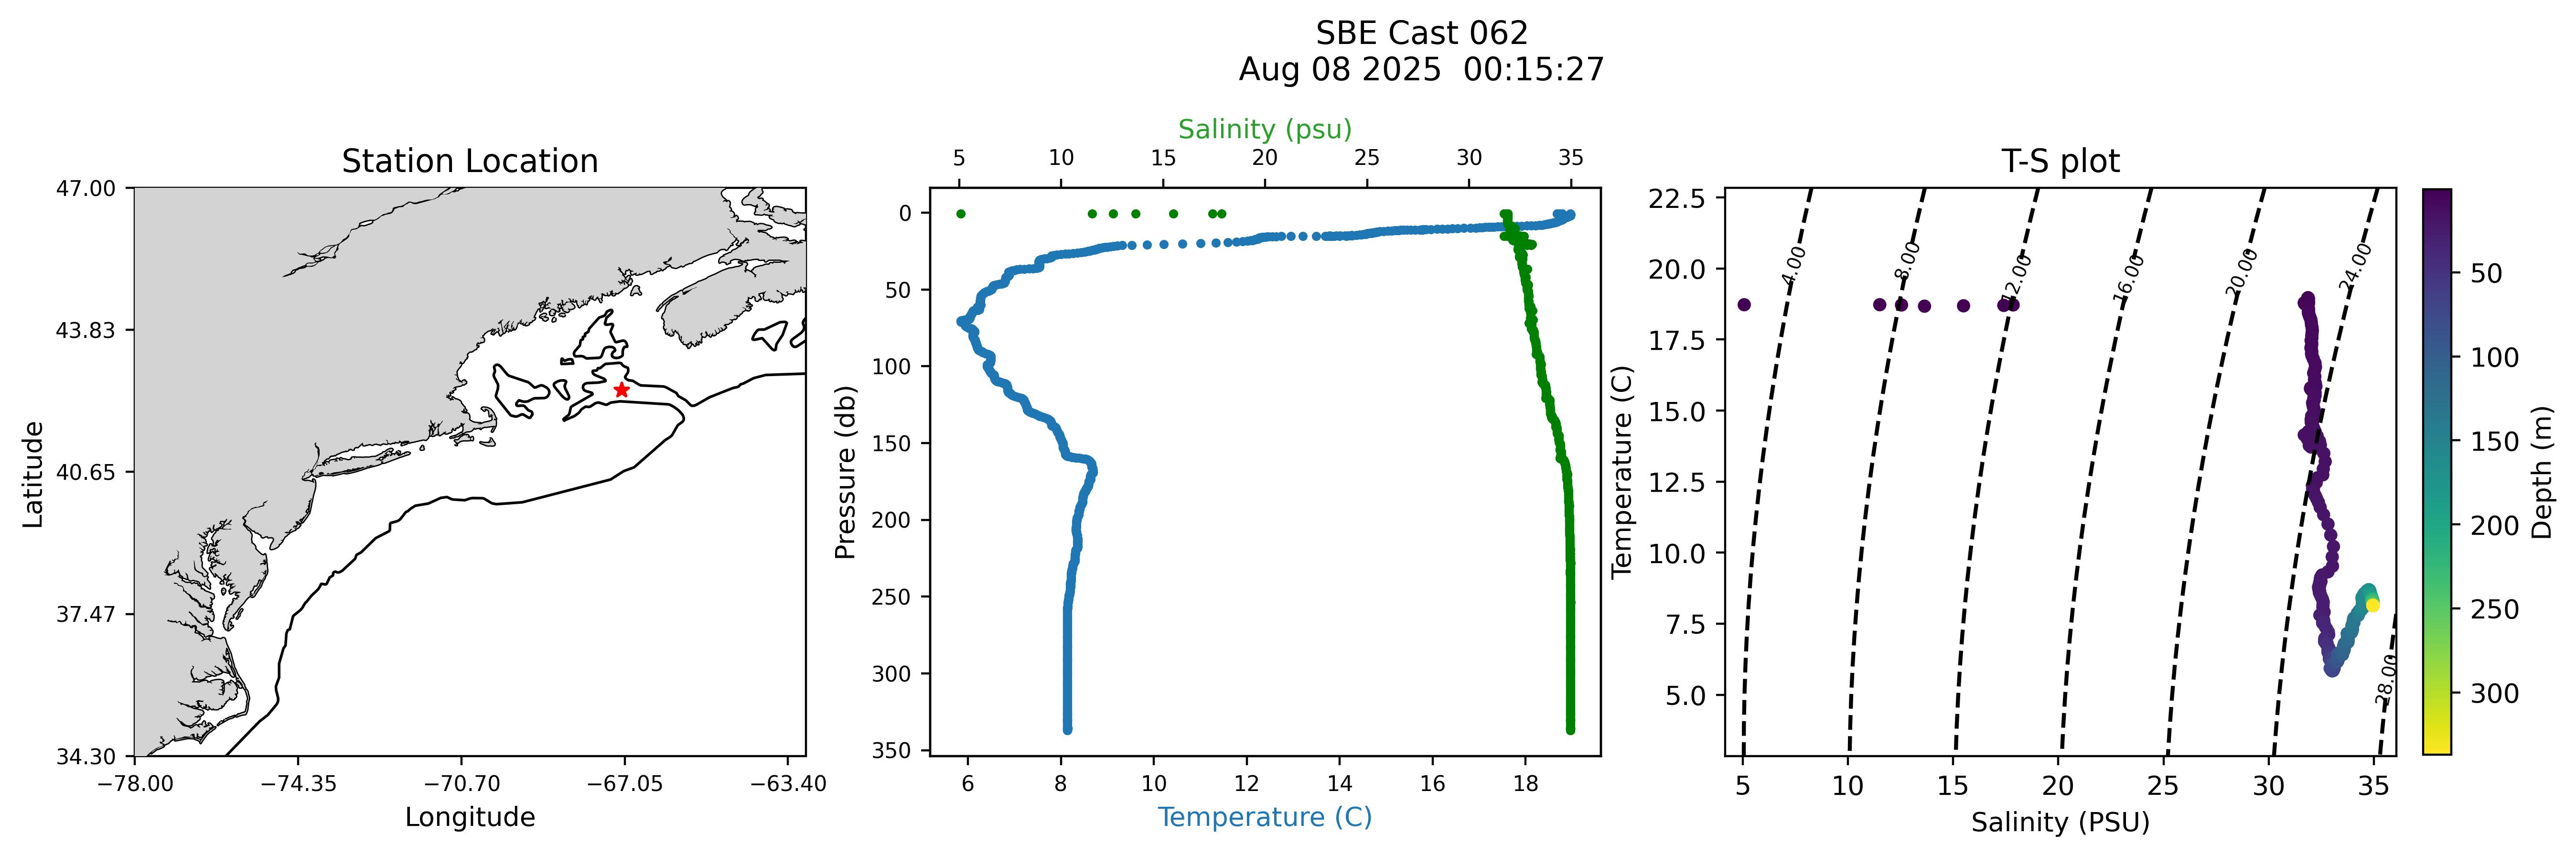 SBE Cast 062
Aug 08 2025  00:15:27
Station Location
47.00
43.83
40.65
37.47
34.30
Latitude
−78.00 −74.35 −70.70 −67.05 −63.40
Longitude
Salinity (psu)
5 10 15 20 25 30 35
0
50
100
150
200
250
300
350
Pressure (db)
6 8 10 12 14 16 18
Temperature (C)
T-S plot
22.5
20.0
17.5
15.0
12.5
10.0
7.5
5.0
Temperature (C)
4.00
8.00
12.00
16.00
20.00
24.00
28.00
5 10 15 20 25 30 35
Salinity (PSU)
50
100
150
200
250
300
Depth (m)